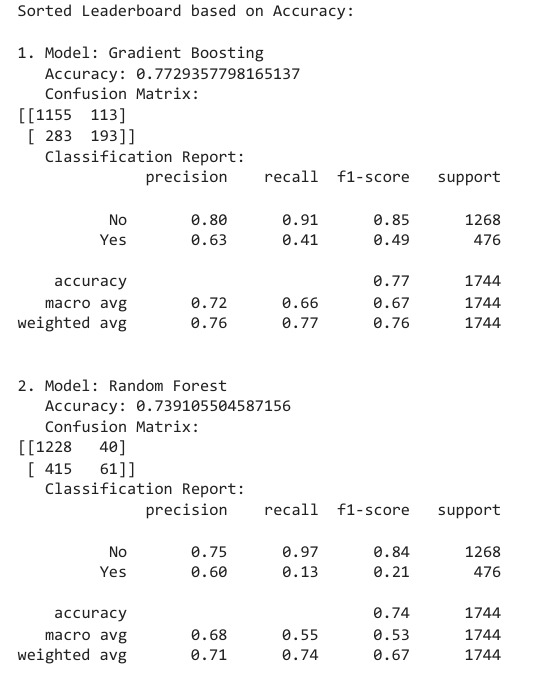 Sorted Leaderboard based on Accuracy:
1. Model: Gradient Boosting
Accuracy: 0.7729357798165137
Confusion Matrix:
[[1155 113]
[ 283 193]]
Classification Report:
precision recall f1-score support
No 0.80 0.91 0.85 1268
Yes 0.63 0.41 0.49 476
accuracy 0.77 1744
macro avg 0.72 0.66 0.67 1744
weighted avg 0.76 0.77 0.76 1744
2. Model: Random Forest
Accuracy: 0.739105504587156
Confusion Matrix:
[[1228 40]
[ 415 61]]
Classification Report:
precision recall f1-score support
No 0.75 0.97 0.84 1268
Yes 0.60 0.13 0.21 476
accuracy 0.74 1744
macro avg 0.68 0.55 0.53 1744
weighted avg 0.71 0.74 0.67 1744